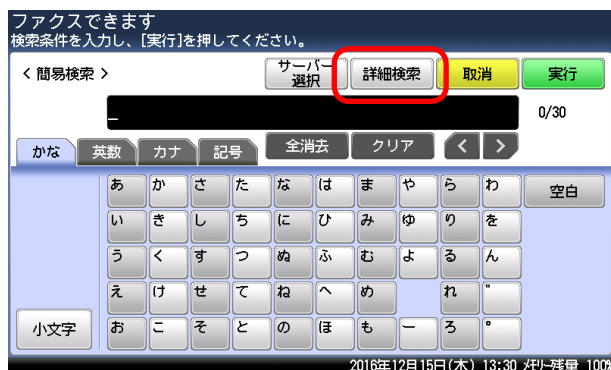 ファクスできます
検索条件を入力し、[実行]を押してください。
< 簡易検索 >
サーバー
選択
詳細検索
取消
実行
0/30
かな 英数 カナ 記号 全消去 クリア < >
あ か さ た な は ま や ら わ 空白
い き し ち に ひ み ゆ り を
う く す つ ぬ ふ む よ る ん
え け せ て ね へ め れ ゛
小文字 お こ そ と の ほ も ー ろ ゜
2016年12月15日(木) 13:30 メモリー残量 100%